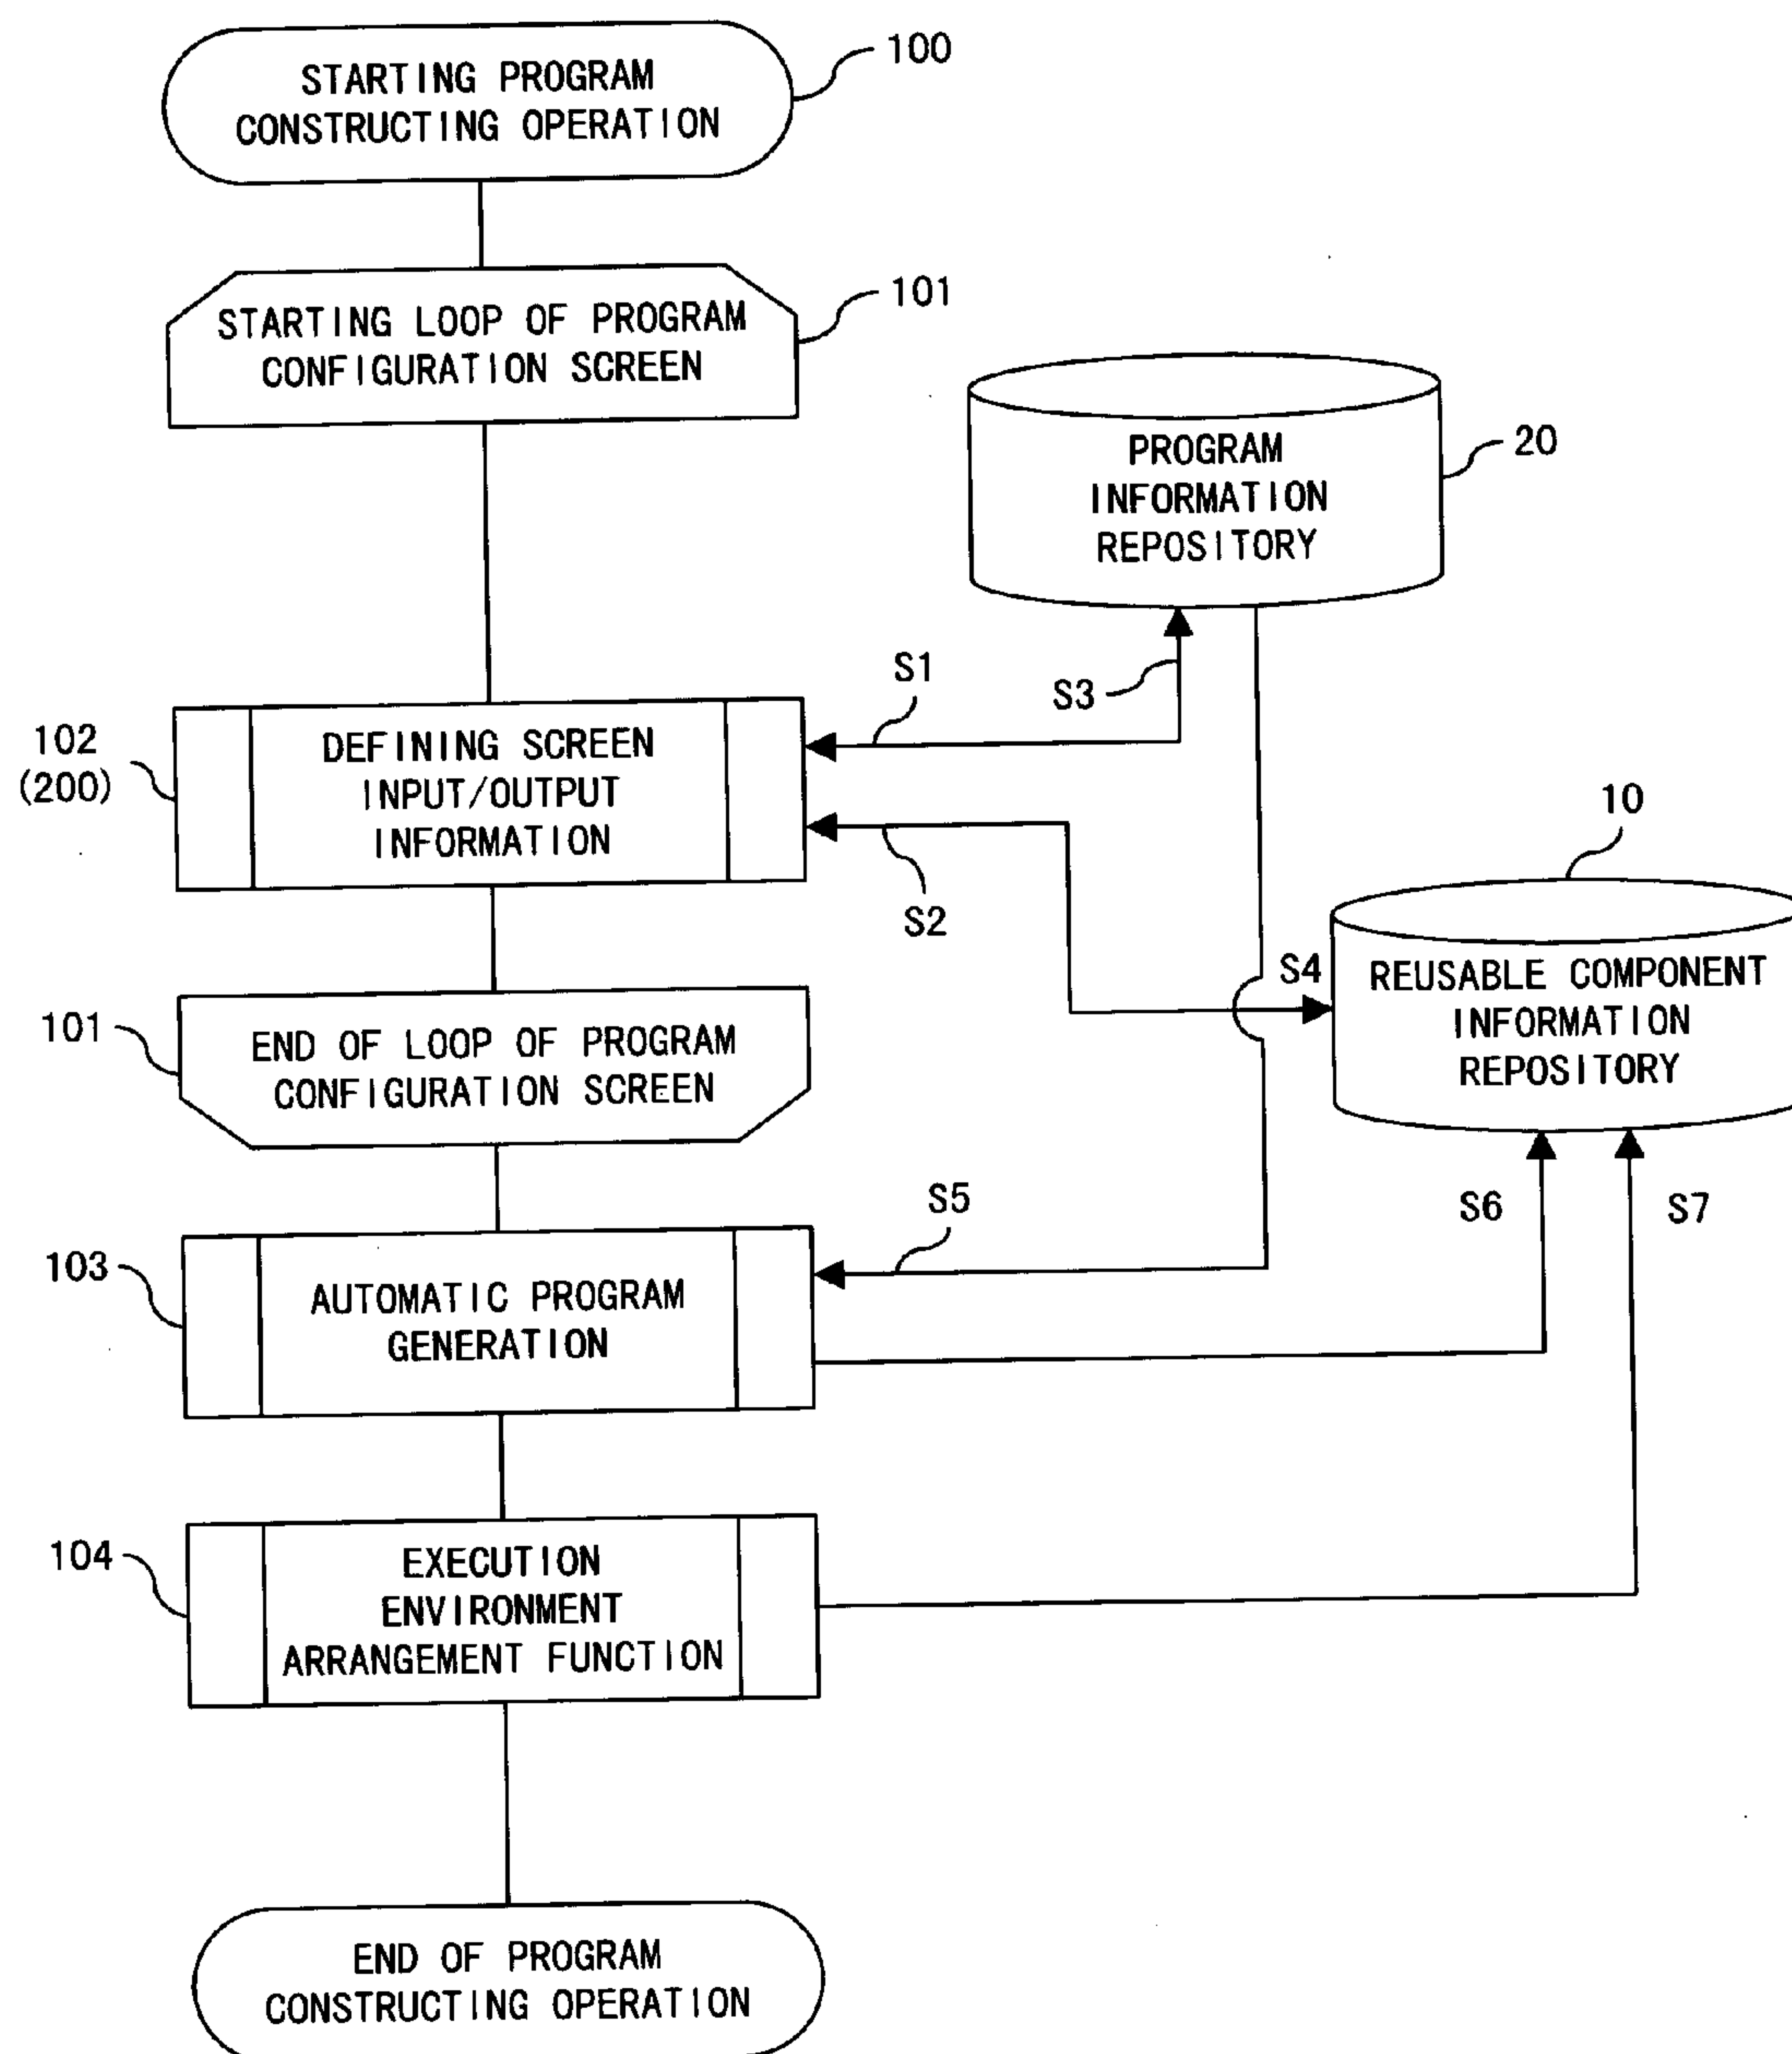 STARTING PROGRAM
CONSTRUCTING OPERATION
100
STARTING LOOP OF PROGRAM
CONFIGURATION SCREEN
101
PROGRAM
INFORMATION
REPOSITORY
20
S1
S3
102
(200)
DEFINING SCREEN
INPUT/OUTPUT
INFORMATION
S2
10
REUSABLE COMPONENT
INFORMATION
REPOSITORY
S4
101
END OF LOOP OF PROGRAM
CONFIGURATION SCREEN
S5
S6
S7
103
AUTOMATIC PROGRAM
GENERATION
104
EXECUTION
ENVIRONMENT
ARRANGEMENT FUNCTION
END OF PROGRAM
CONSTRUCTING OPERATION